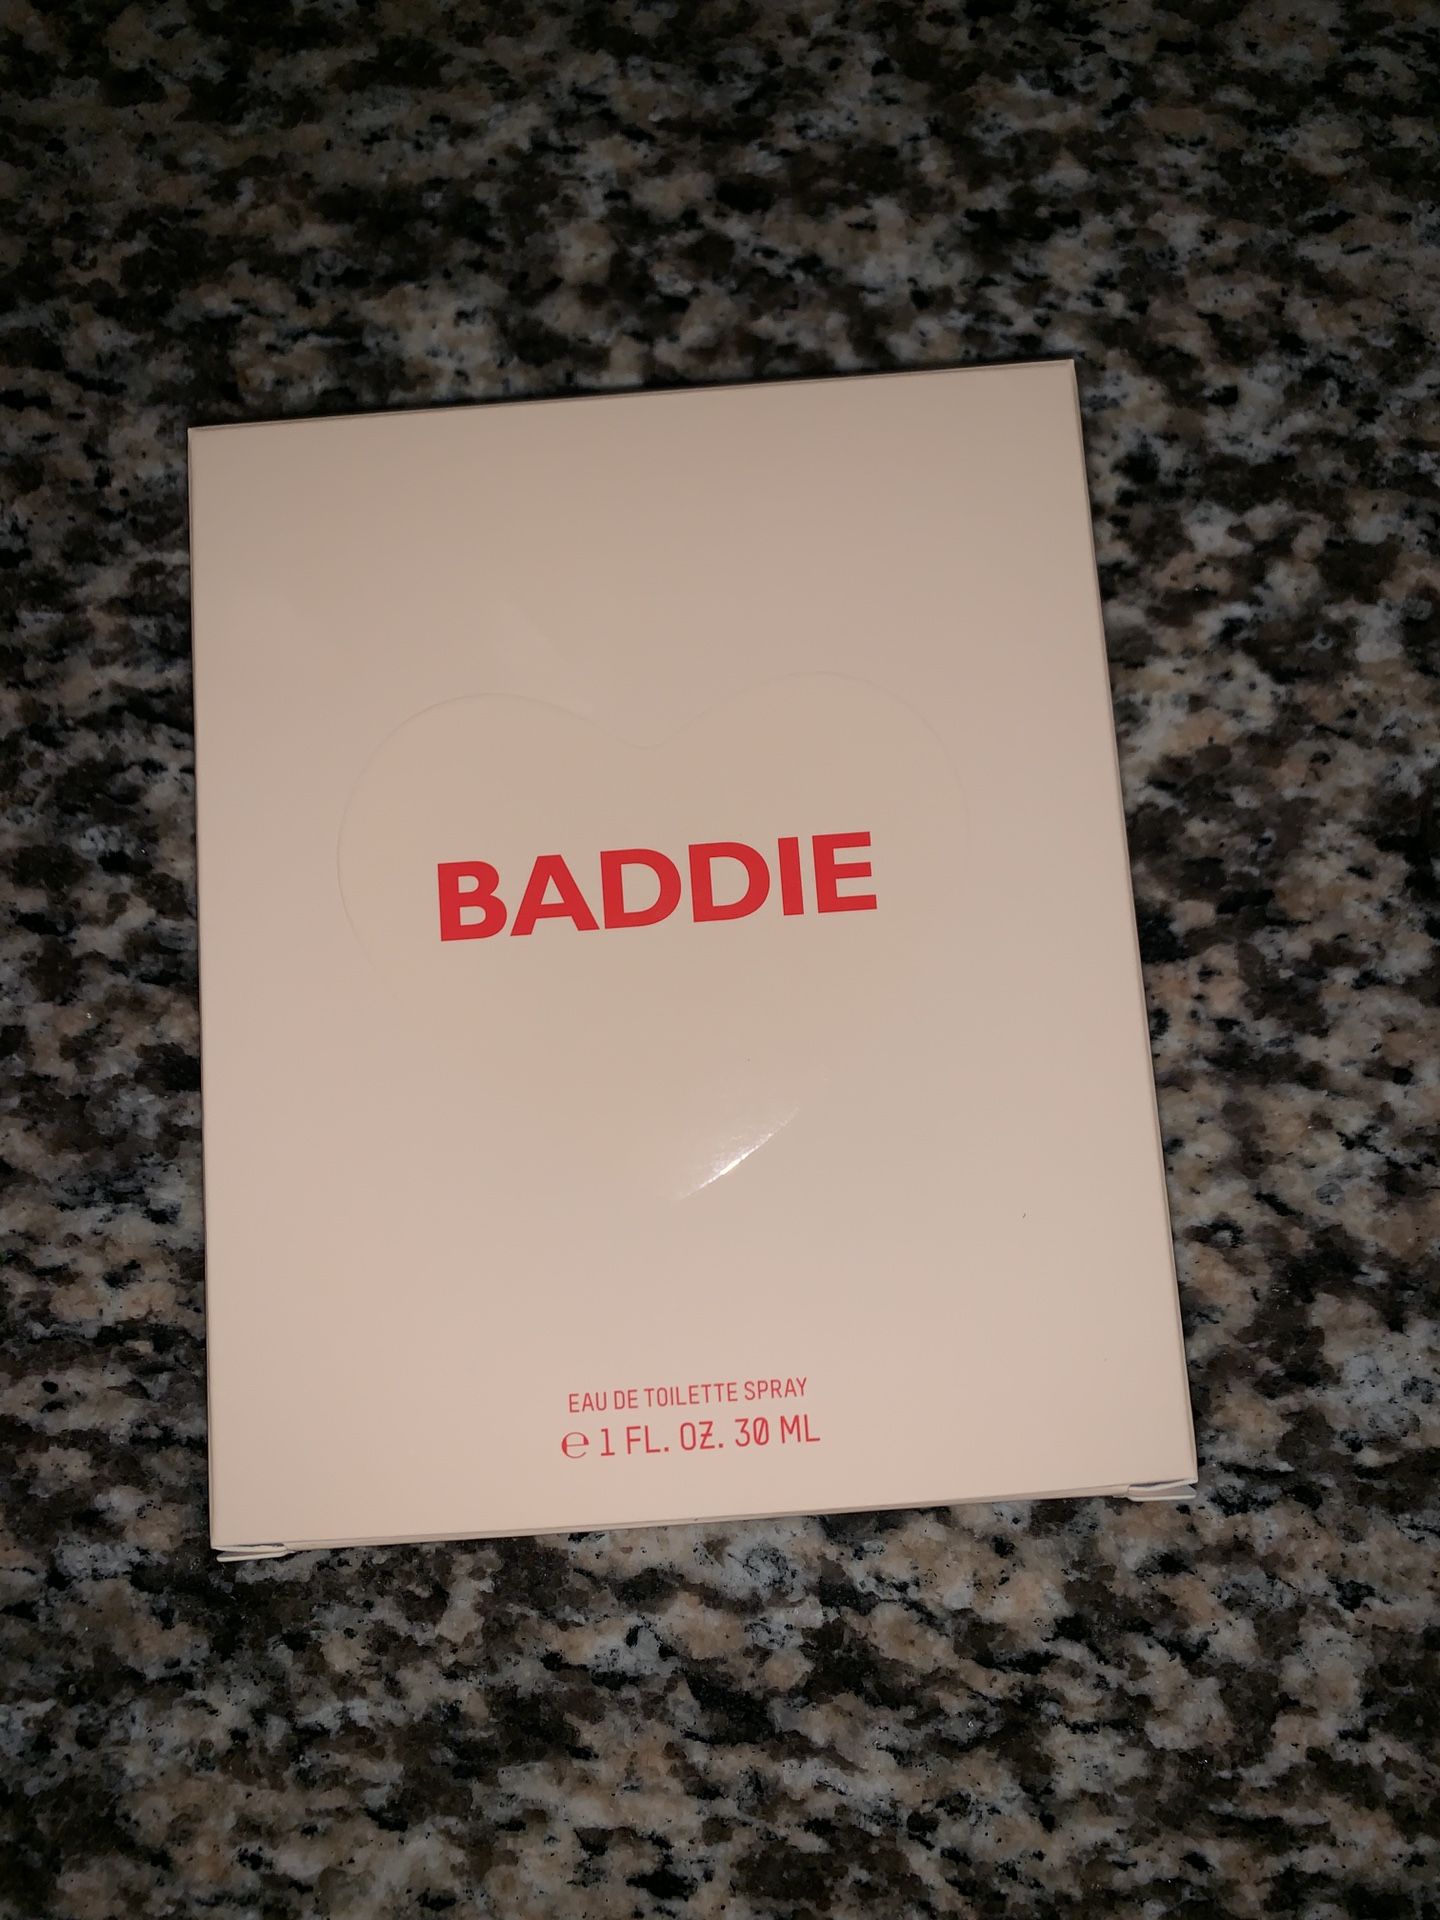 BADDIE
EAU DE TOILETTE SPRAY
℮ 1 FL. OZ. 30 ML